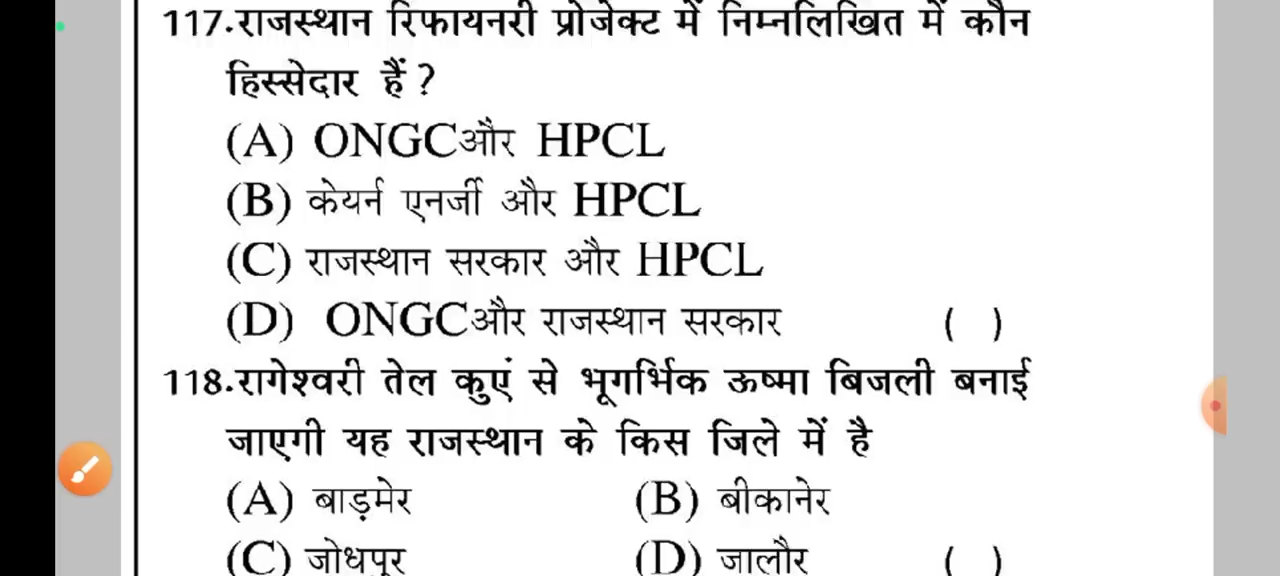 117.राजस्थान रिफायनरी प्रोजेक्ट में निम्नलिखित में कौन
हिस्सेदार हैं ?
(A) ONGCऔर HPCL
(B) केयर्न एनर्जी और HPCL
(C) राजस्थान सरकार और HPCL
(D) ONGCऔर राजस्थान सरकार ( )
118.रागेश्वरी तेल कुएं से भूगर्भिक ऊष्मा बिजली बनाई
जाएगी यह राजस्थान के किस जिले में है
(A) बाड़मेर (B) बीकानेर
(C) जोधपुर (D) जालौर ( )